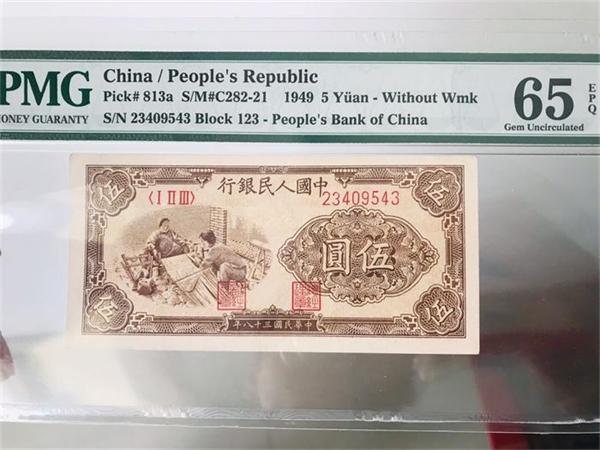 PMG
MONEY GUARANTY
China / People's Republic
Pick# 813a S/M#C282-21 1949 5 Yüan - Without Wmk
S/N 23409543 Block 123 - People's Bank of China
65
Gem Uncirculated
EPQ
行銀民人國中
〈I II III〉
23409543
伍
伍
圓伍
伍
伍
年八十三國民華中